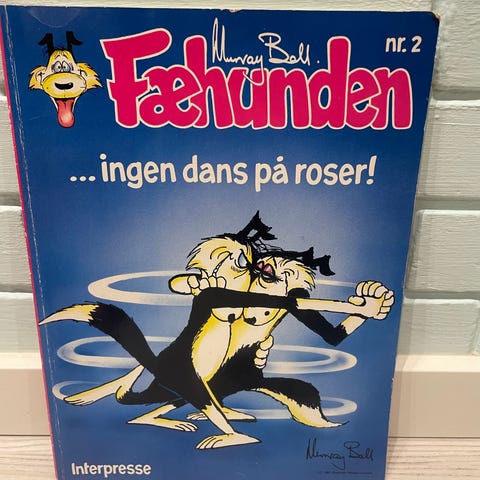 Murray Ball.
nr. 2
Fæhunden
... ingen dans på roser!
Murray Ball
Interpresse